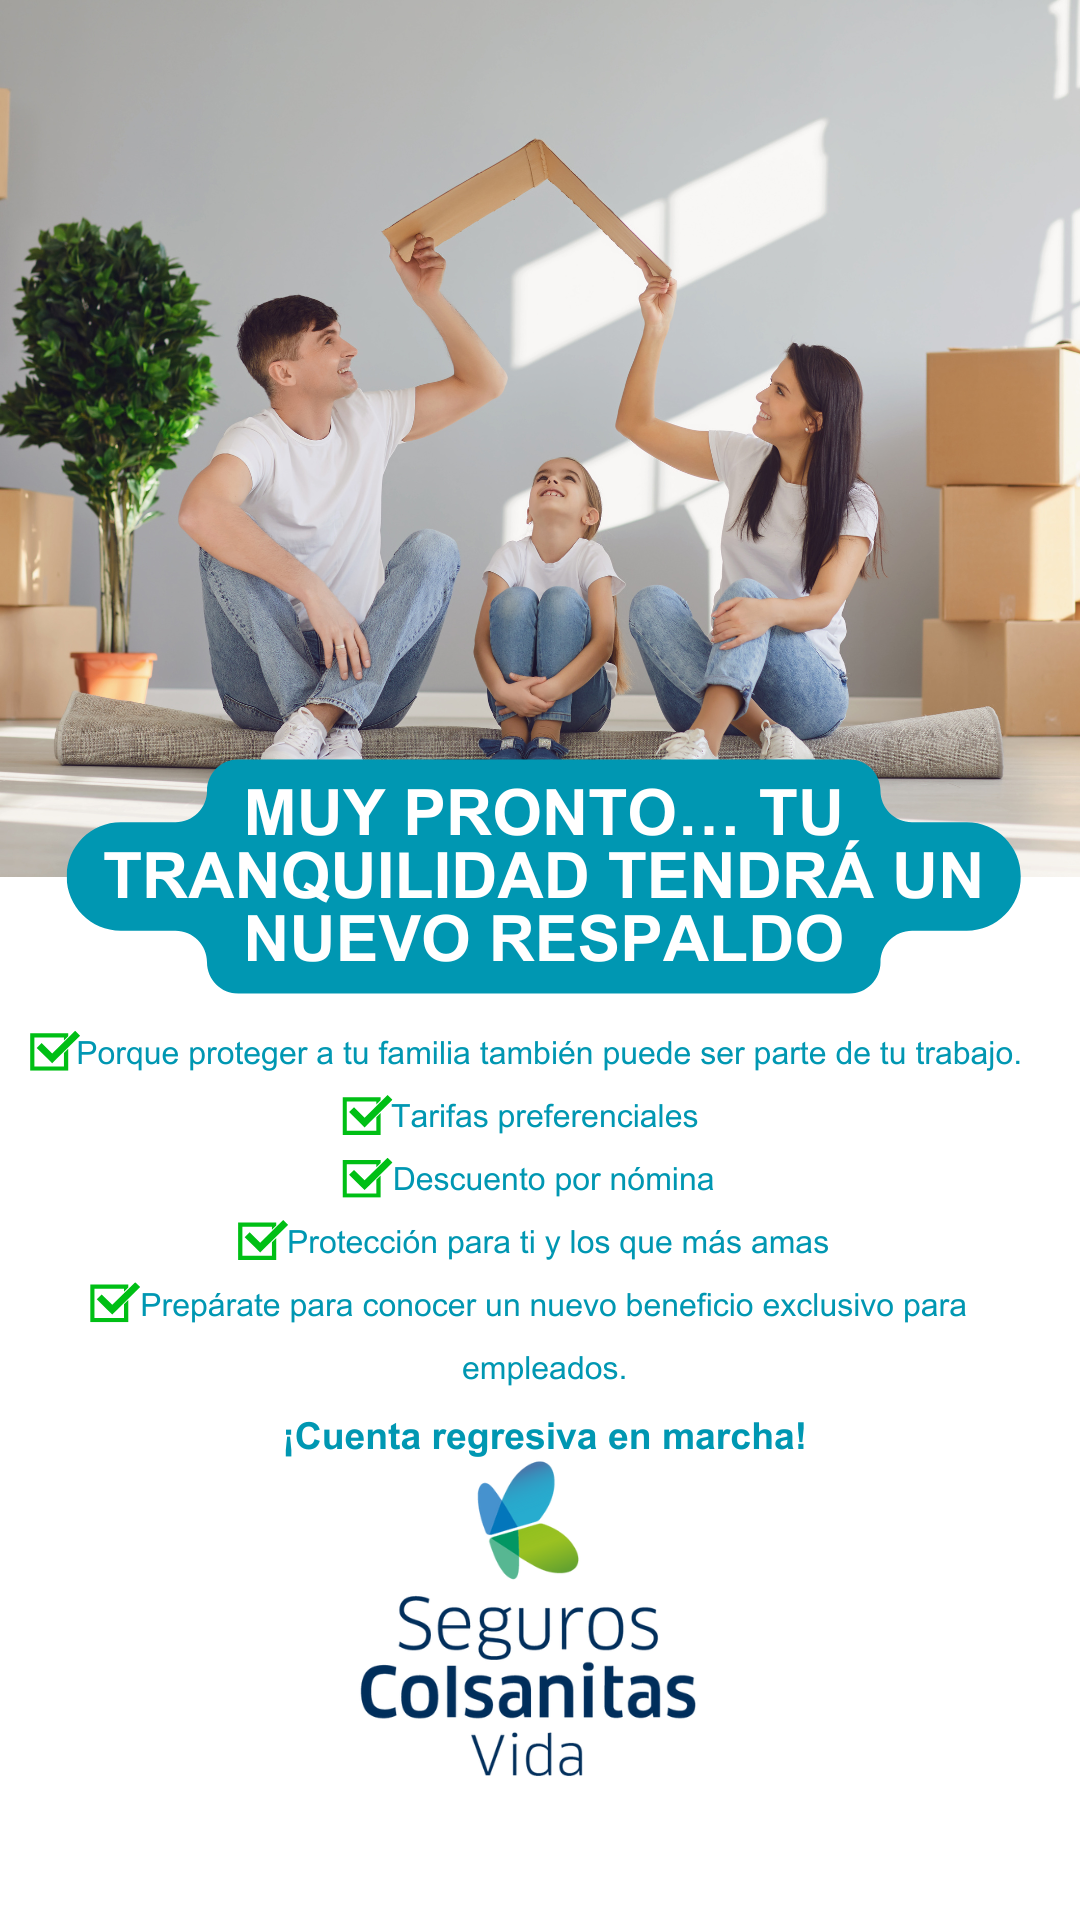 MUY PRONTO... TU
TRANQUILIDAD TENDRÁ UN
NUEVO RESPALDO
Porque proteger a tu familia también puede ser parte de tu trabajo.
Tarifas preferenciales
Descuento por nómina
Protección para ti y los que más amas
Prepárate para conocer un nuevo beneficio exclusivo para
empleados.
¡Cuenta regresiva en marcha!
Seguros
Colsanitas
Vida